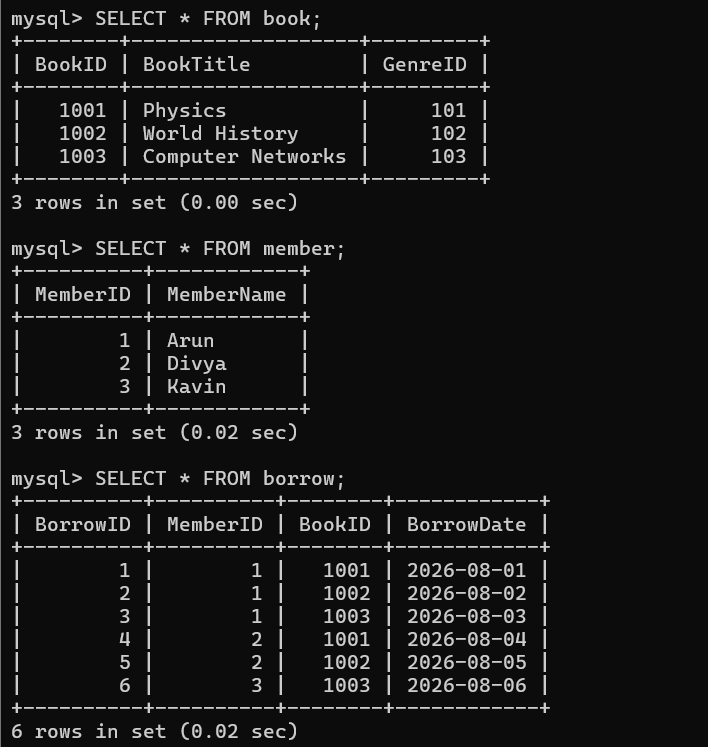 mysql> SELECT * FROM book;
+--------+-------------------+---------+
| BookID | BookTitle         | GenreID |
+--------+-------------------+---------+
|   1001 | Physics           |     101 |
|   1002 | World History     |     102 |
|   1003 | Computer Networks |     103 |
+--------+-------------------+---------+
3 rows in set (0.00 sec)

mysql> SELECT * FROM member;
+----------+------------+
| MemberID | MemberName |
+----------+------------+
|        1 | Arun       |
|        2 | Divya      |
|        3 | Kavin      |
+----------+------------+
3 rows in set (0.02 sec)

mysql> SELECT * FROM borrow;
+----------+----------+--------+------------+
| BorrowID | MemberID | BookID | BorrowDate |
+----------+----------+--------+------------+
|        1 |        1 |   1001 | 2026-08-01 |
|        2 |        1 |   1002 | 2026-08-02 |
|        3 |        1 |   1003 | 2026-08-03 |
|        4 |        2 |   1001 | 2026-08-04 |
|        5 |        2 |   1002 | 2026-08-05 |
|        6 |        3 |   1003 | 2026-08-06 |
+----------+----------+--------+------------+
6 rows in set (0.02 sec)